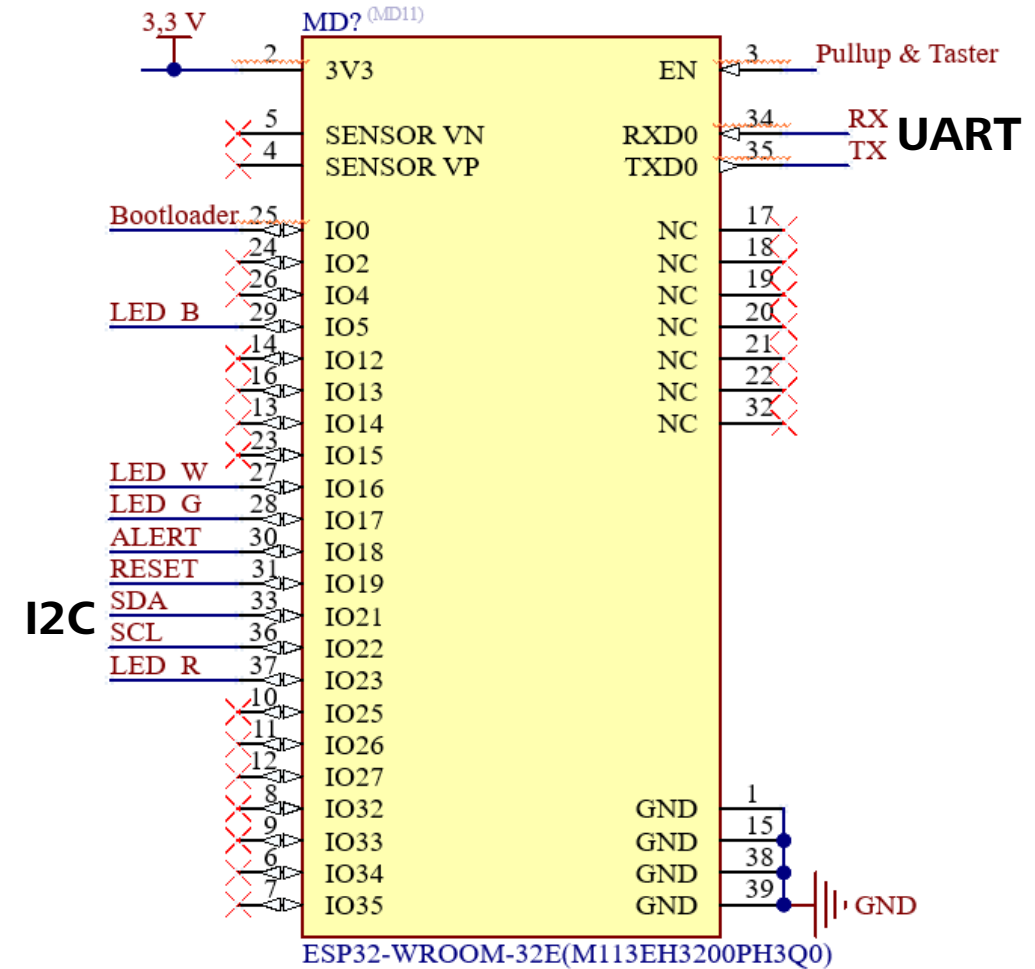 3,3 V
MD? (MD11)
2 3V3
EN 3 Pullup & Taster
5 SENSOR VN
RXD0 34 RX
UART
4 SENSOR VP
TXD0 35 TX
Bootloader 25 IO0
NC 17
24 IO2
NC 18
26 IO4
NC 19
LED B 29 IO5
NC 20
14 IO12
NC 21
16 IO13
NC 22
13 IO14
NC 32
23 IO15
LED W 27 IO16
LED G 28 IO17
ALERT 30 IO18
RESET 31 IO19
I2C
SDA 33 IO21
SCL 36 IO22
LED R 37 IO23
10 IO25
11 IO26
12 IO27
8 IO32
GND 1
9 IO33
GND 15
6 IO34
GND 38
7 IO35
GND 39 GND
ESP32-WROOM-32E(M113EH3200PH3Q0)